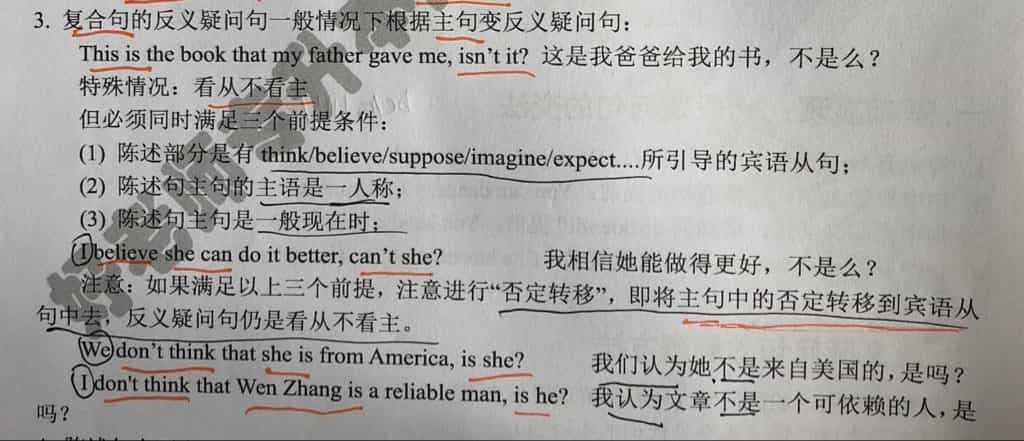 3. 复合句的反义疑问句一般情况下根据主句变反义疑问句：
This is the book that my father gave me, isn't it? 这是我爸爸给我的书，不是么？
特殊情况：看从不看主
但必须同时满足三个前提条件：
(1) 陈述部分是有 think/believe/suppose/imagine/expect....所引导的宾语从句；
(2) 陈述句主句的主语是一人称；
(3) 陈述句主句是一般现在时；
I believe she can do it better, can't she? 我相信她能做得更好，不是么？
注意：如果满足以上三个前提，注意进行“否定转移”，即将主句中的否定转移到宾语从
句中去，反义疑问句仍是看从不看主。
We don't think that she is from America, is she? 我们认为她不是来自美国的，是吗？
I don't think that Wen Zhang is a reliable man, is he? 我认为文章不是一个可依赖的人，是
吗？